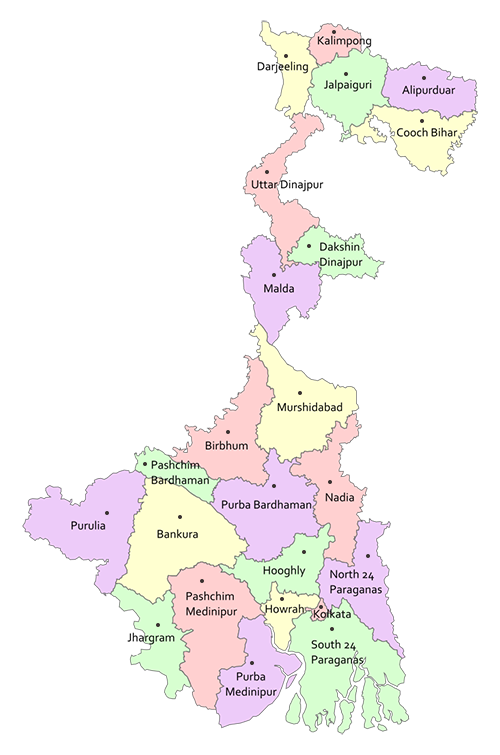 Kalimpong
Darjeeling
Jalpaiguri
Alipurduar
Cooch Bihar
Uttar Dinajpur
Dakshin
Dinajpur
Malda
Murshidabad
Birbhum
Pashchim
Bardhaman
Purba Bardhaman
Nadia
Purulia
Bankura
Hooghly
North 24
Paraganas
Pashchim
Medinipur
Howrah
Kolkata
Jhargram
South 24
Paraganas
Purba
Medinipur